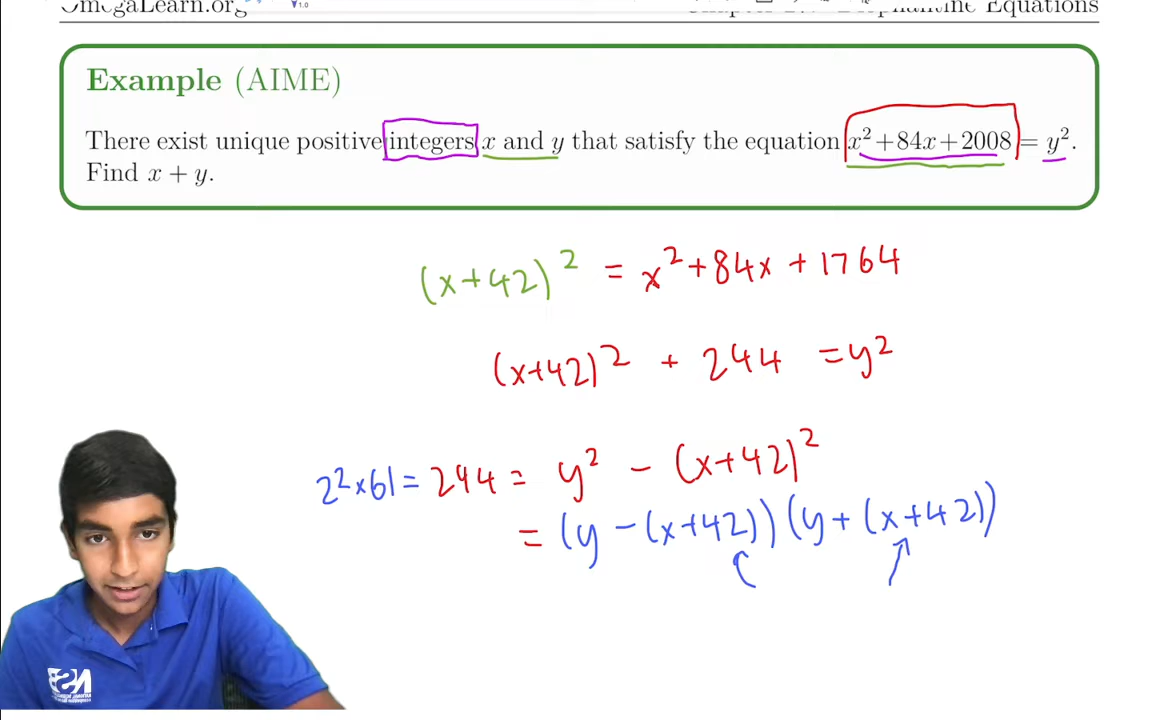 OmegaLearn.org
Equations
Example (AIME)
There exist unique positive integers x and y that satisfy the equation x² + 84x + 2008 = y².
Find x + y.
(x+42)² = x²+84x + 1764
(x+42)² + 244 = y²
2²×61 = 244 = y² - (x+42)²
= (y - (x+42)) (y + (x+42))